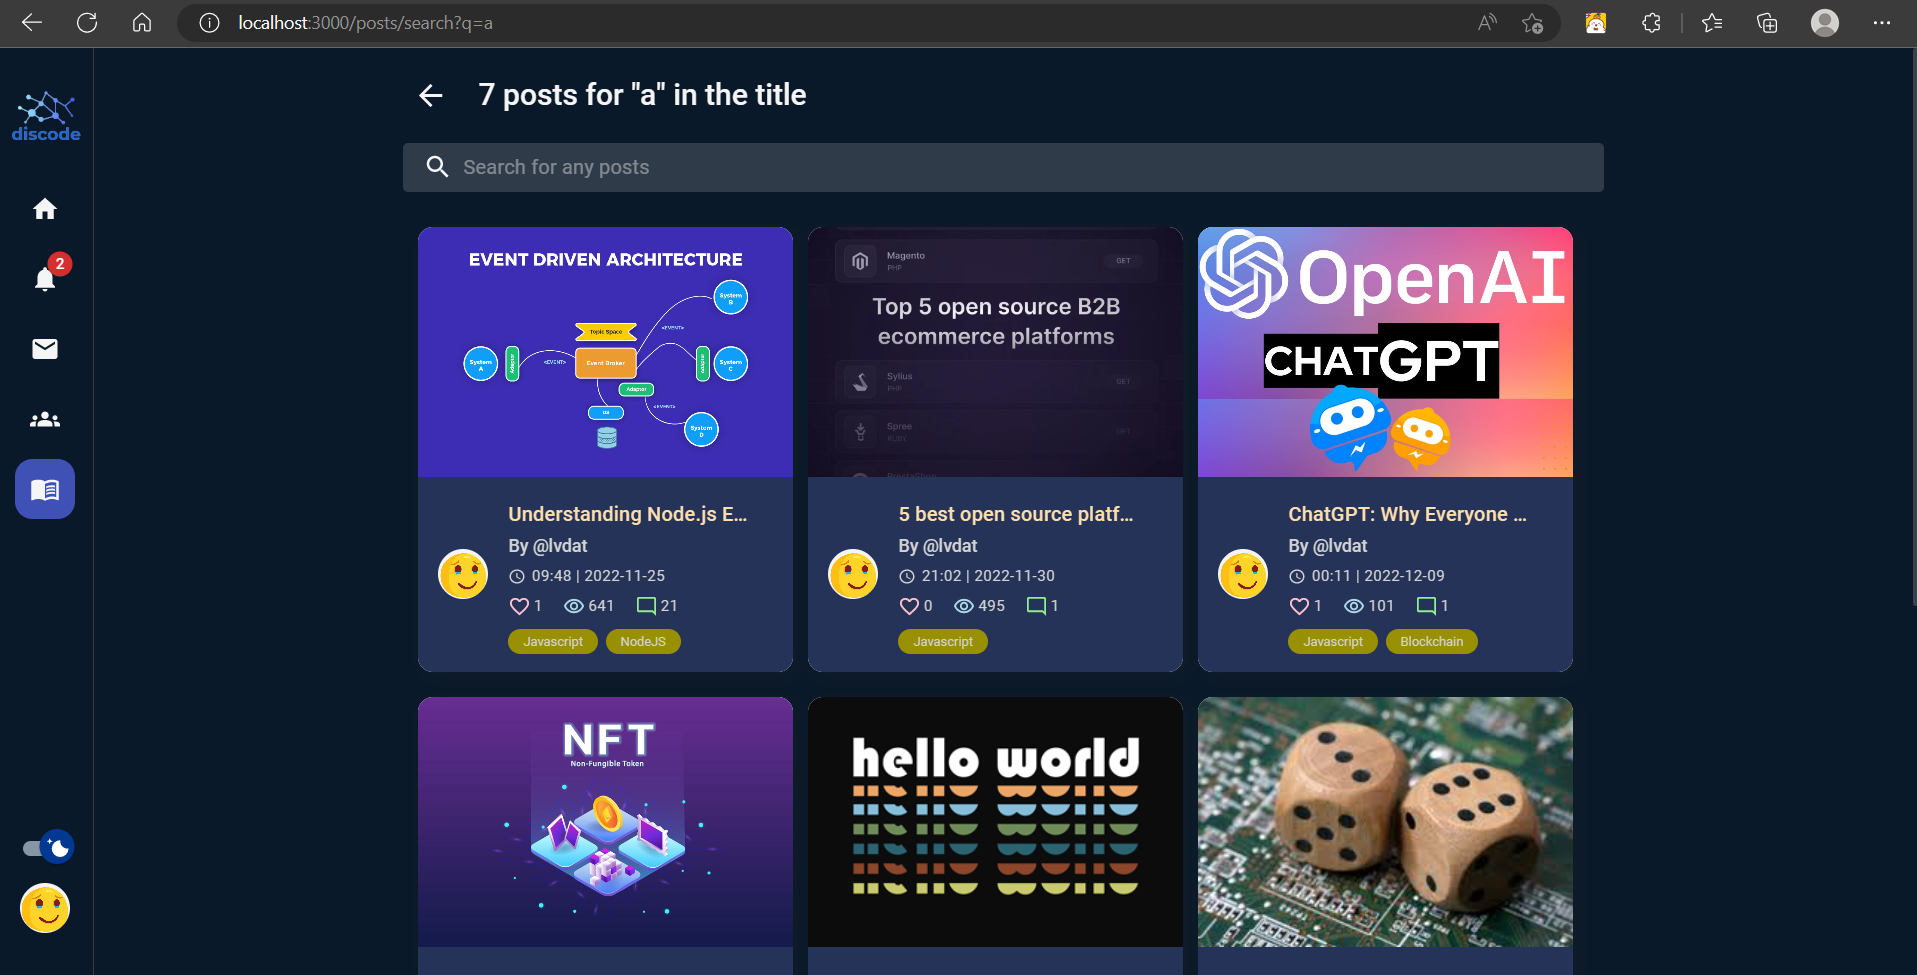 localhost:3000/posts/search?q=a
discode
2
7 posts for "a" in the title
Search for any posts
EVENT DRIVEN ARCHITECTURE
System
B
<EVENT>
Topic Space
System
A
Adaptor
<EVENT>
Event Broker
Adaptor
System
C
Adaptor
<EVENT>
DB
System
D
Magento
PHP
GET
Top 5 open source B2B
ecommerce platforms
Sylius
PHP
GET
Spree
RUBY
GET
PrestaShop
OpenAI
CHATGPT
Understanding Node.js E...
By @lvdat
09:48 | 2022-11-25
1 641 21
Javascript NodeJS
5 best open source platf...
By @lvdat
21:02 | 2022-11-30
0 495 1
Javascript
ChatGPT: Why Everyone ...
By @lvdat
00:11 | 2022-12-09
1 101 1
Javascript Blockchain
NFT
Non-Fungible Token
hello world